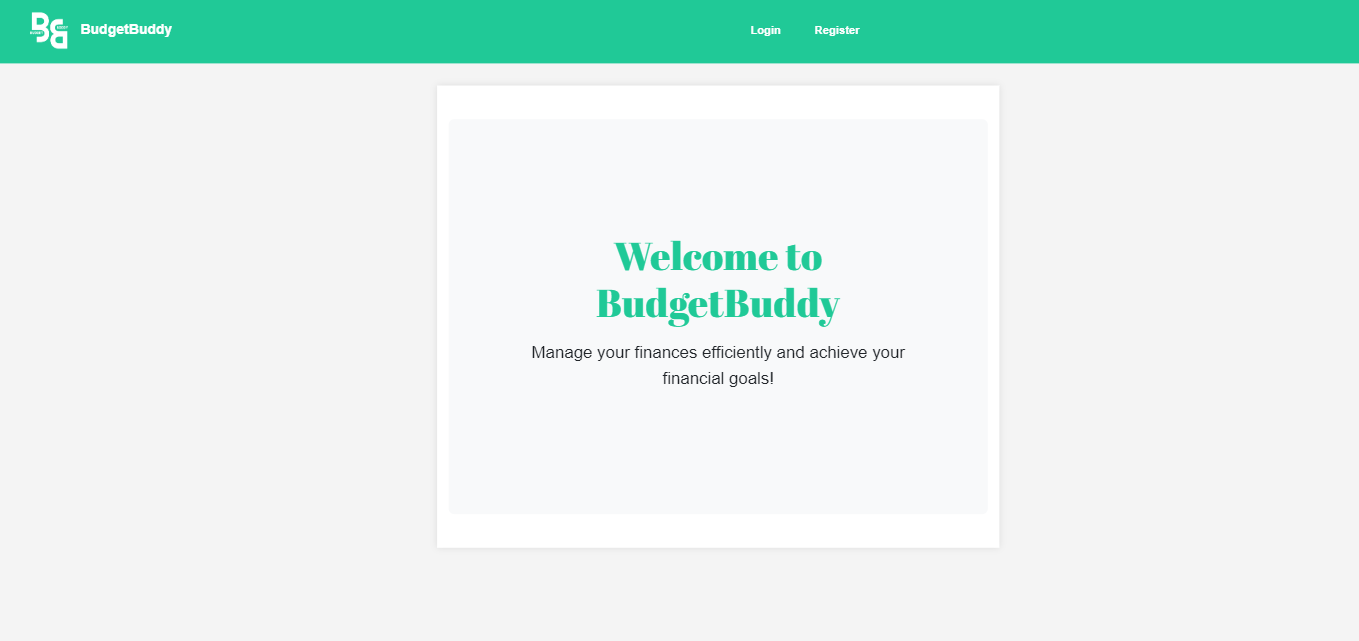 BudgetBuddy
Login
Register
Welcome to
BudgetBuddy
Manage your finances efficiently and achieve your
financial goals!